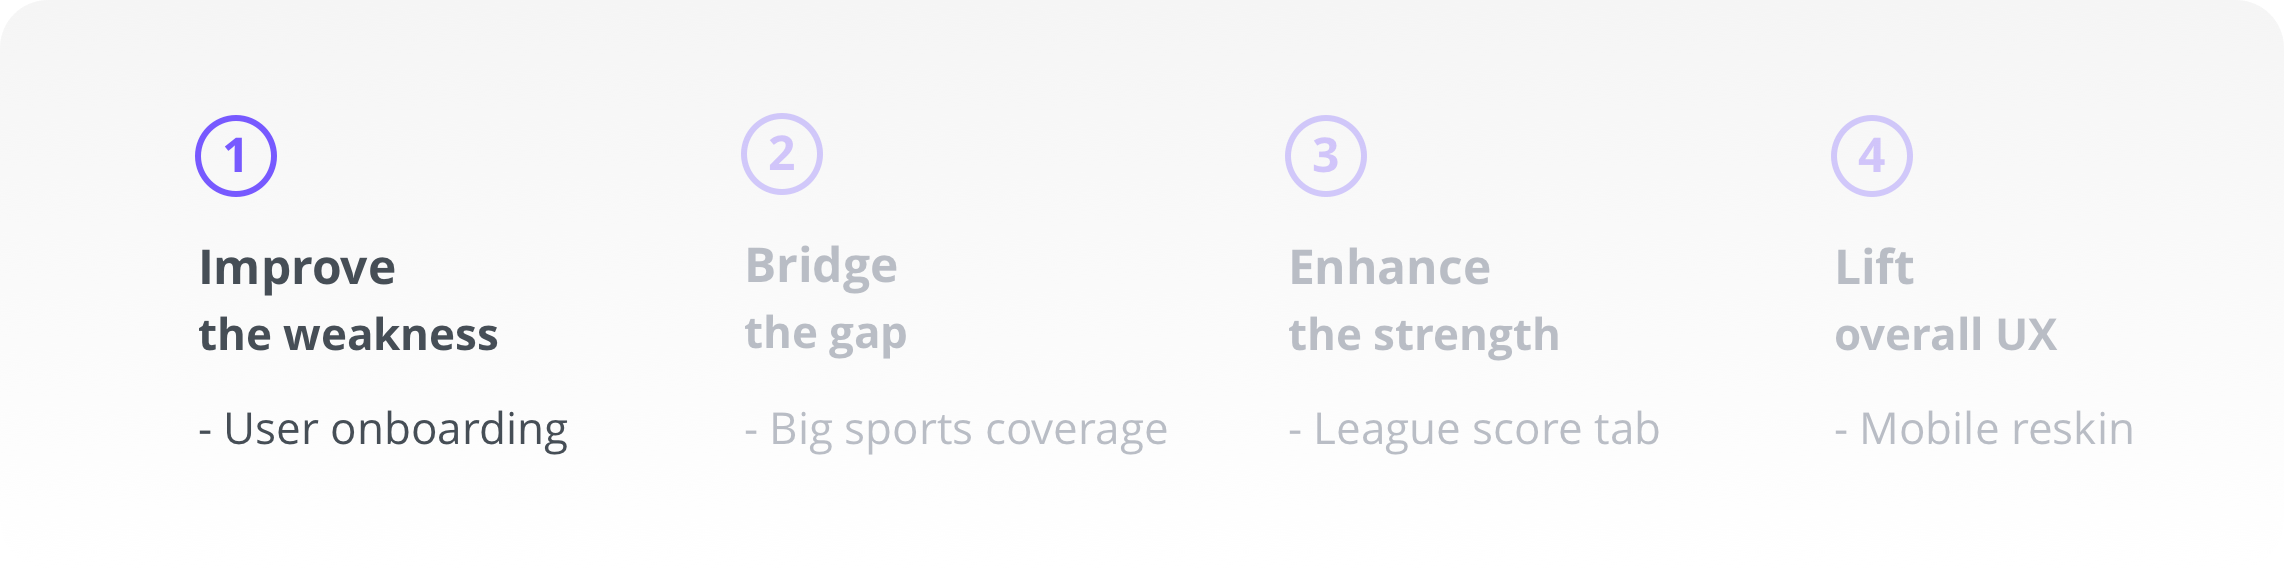 1
Improve
the weakness
- User onboarding
2
Bridge
the gap
- Big sports coverage
3
Enhance
the strength
- League score tab
4
Lift
overall UX
- Mobile reskin